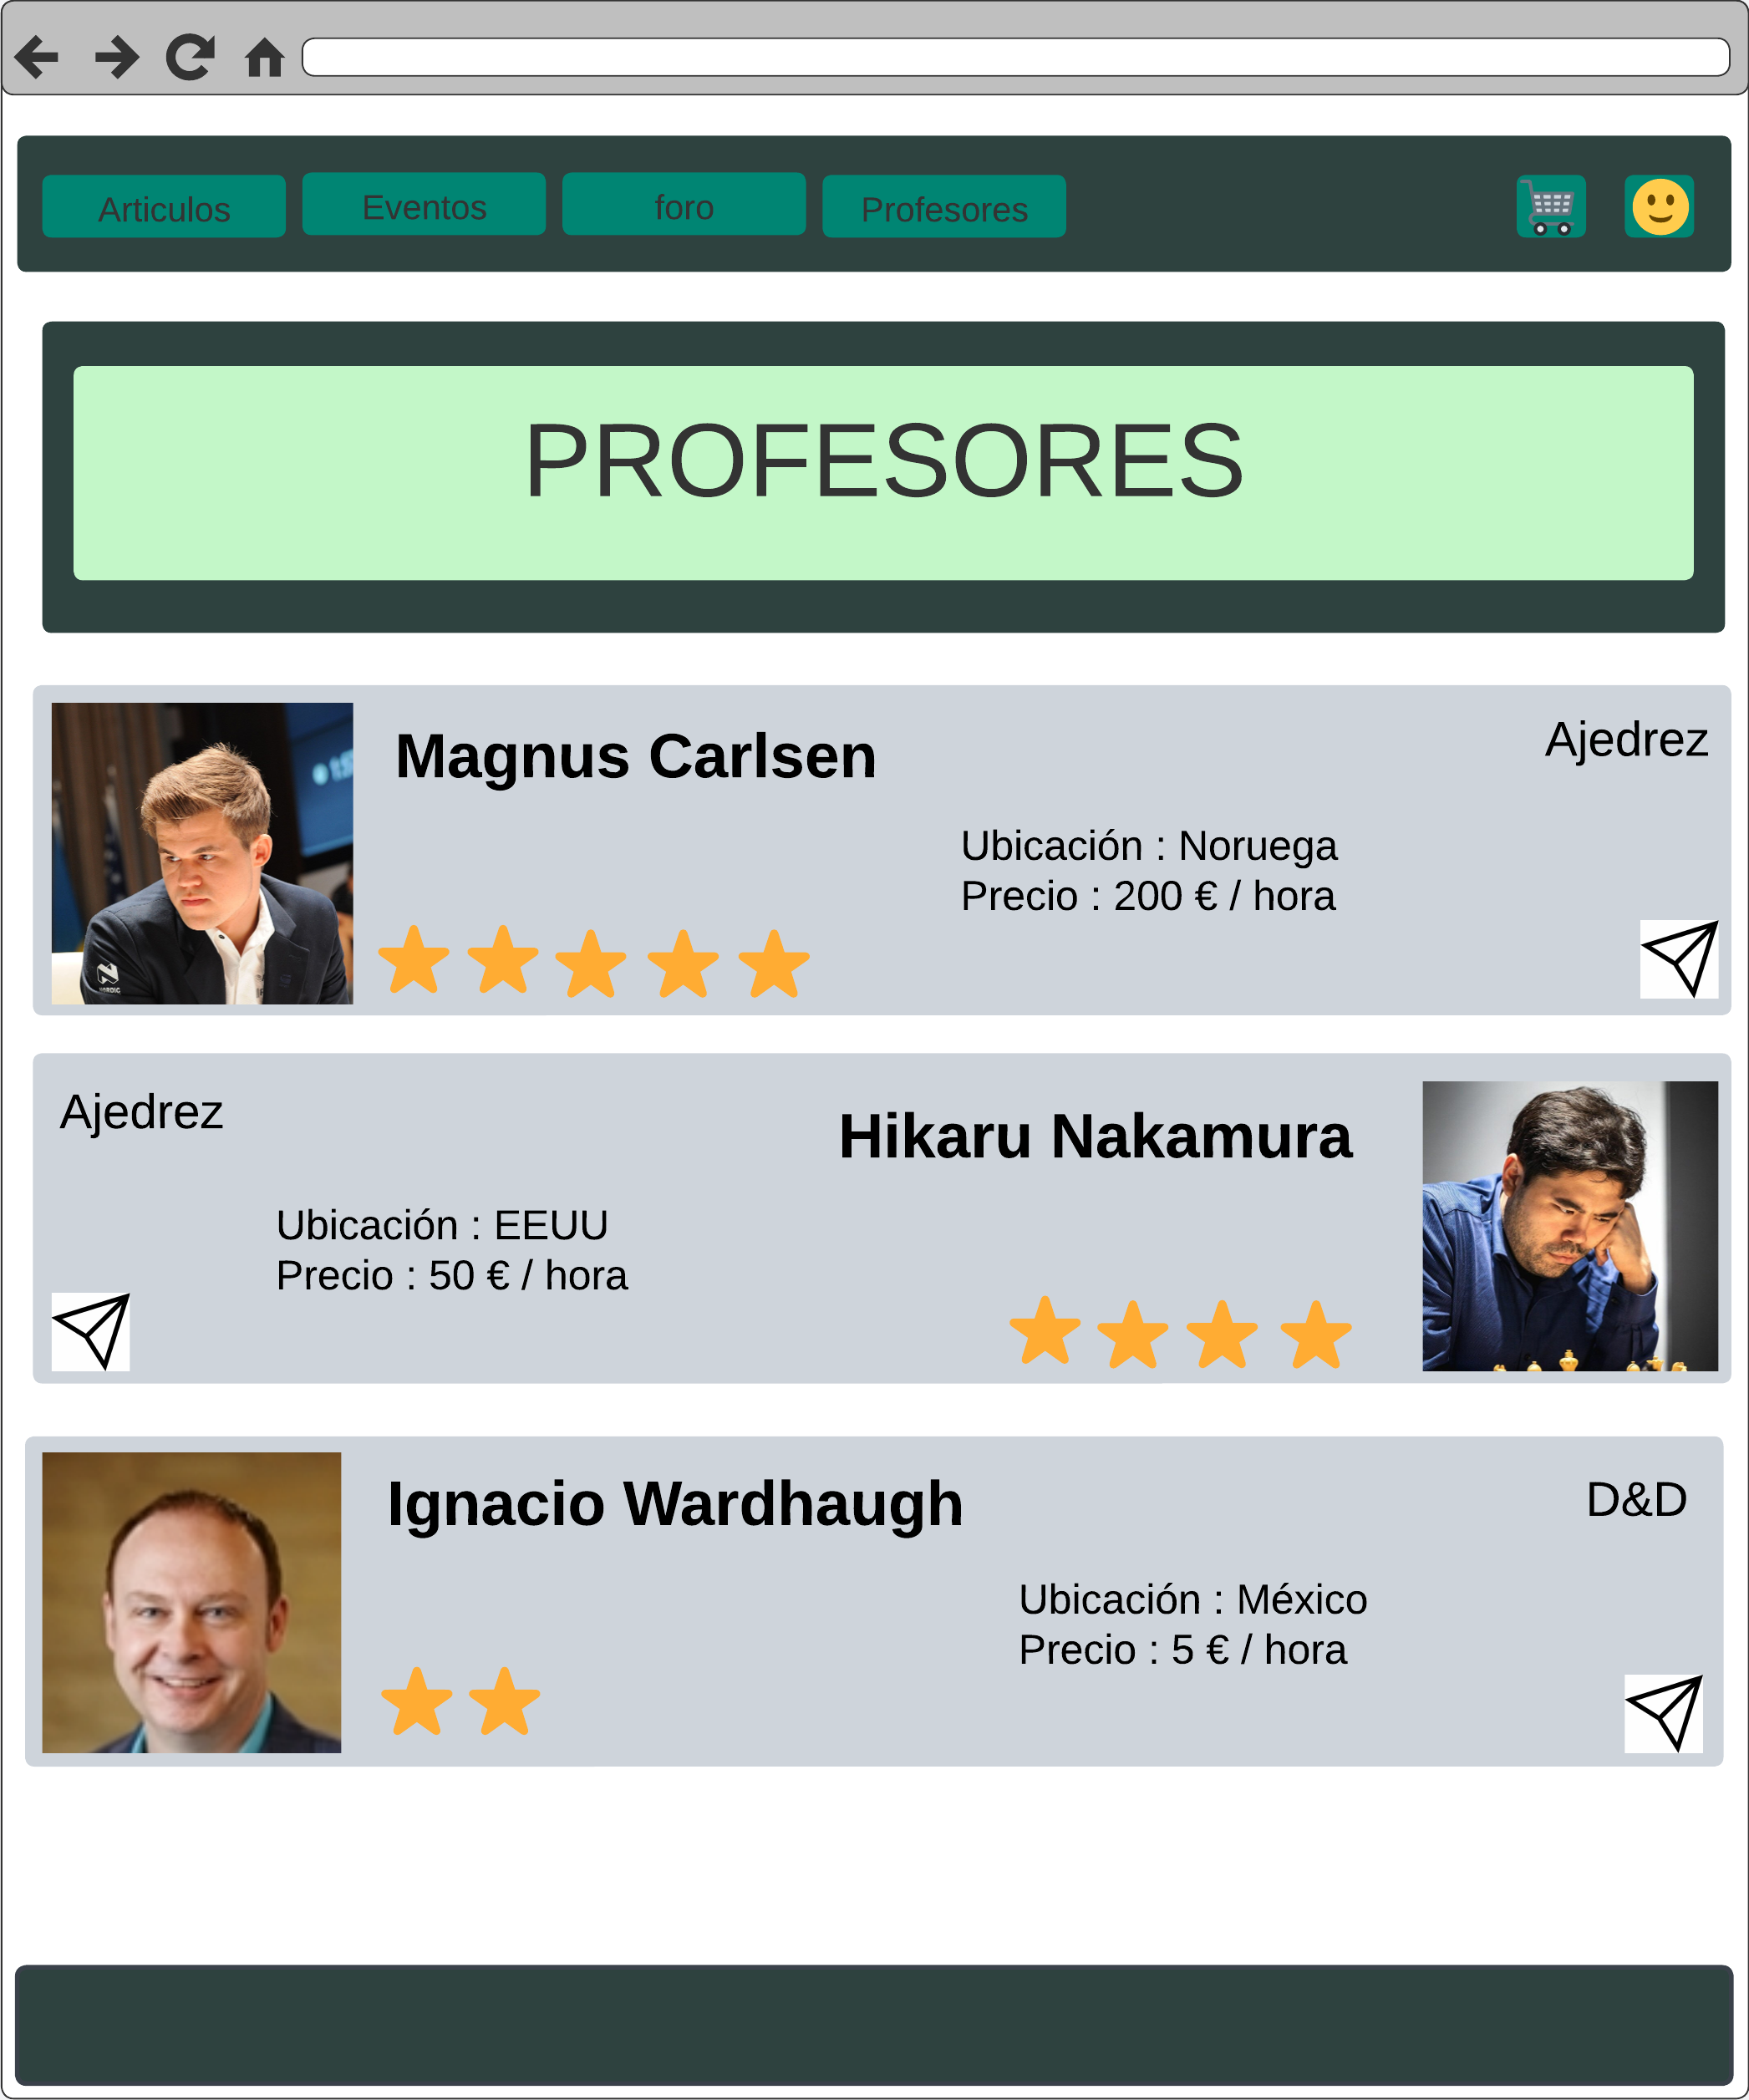 Articulos
Eventos
foro
Profesores
PROFESORES
Magnus Carlsen
Ajedrez
Ubicación : Noruega
Precio : 200 € / hora
NORDIC
Ajedrez
Hikaru Nakamura
Ubicación : EEUU
Precio : 50 € / hora
Ignacio Wardhaugh
D&D
Ubicación : México
Precio : 5 € / hora